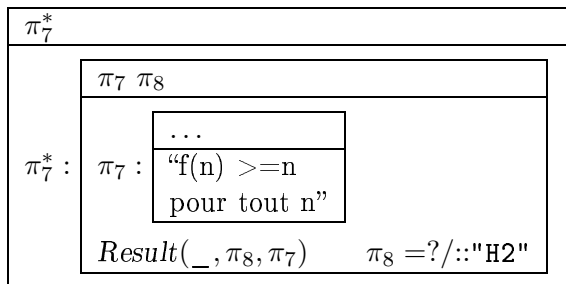 π₇*
π₇ π₈
π₇* : π₇ : ...
“f(n) >=n
pour tout n”
Result(_, π₈, π₇) π₈ =?/::"H2"